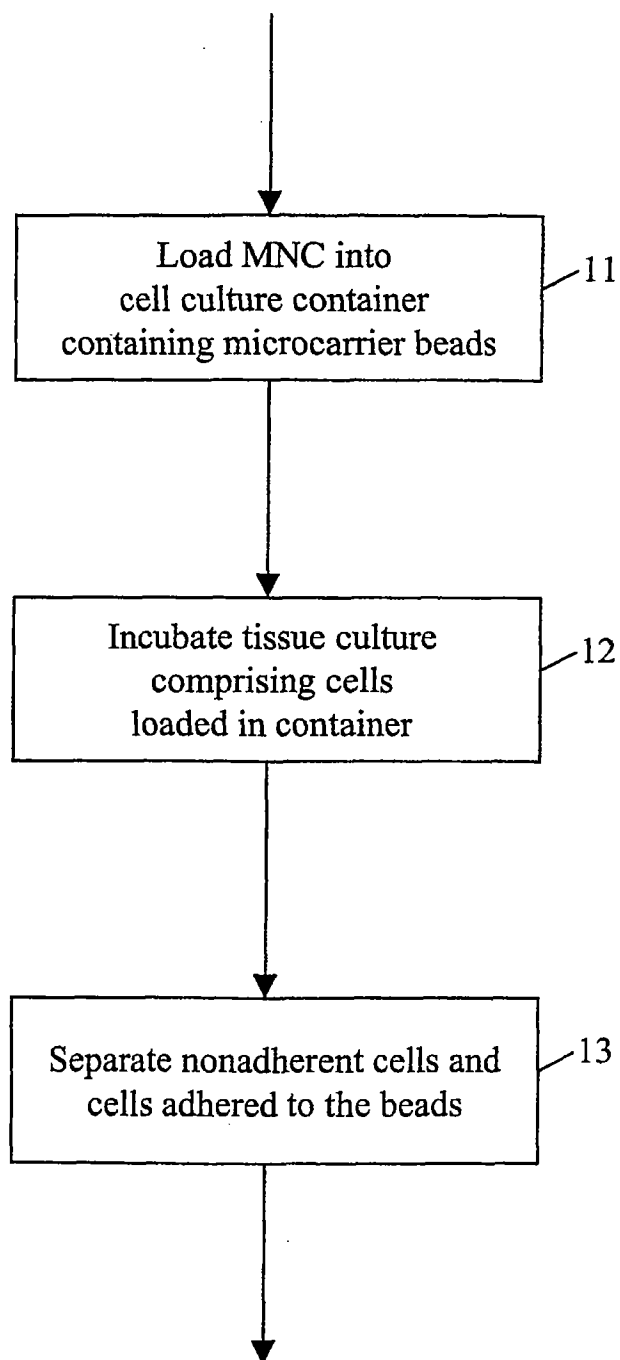 Load MNC into
cell culture container
containing microcarrier beads
11
Incubate tissue culture
comprising cells
loaded in container
12
Separate nonadherent cells and
cells adhered to the beads
13